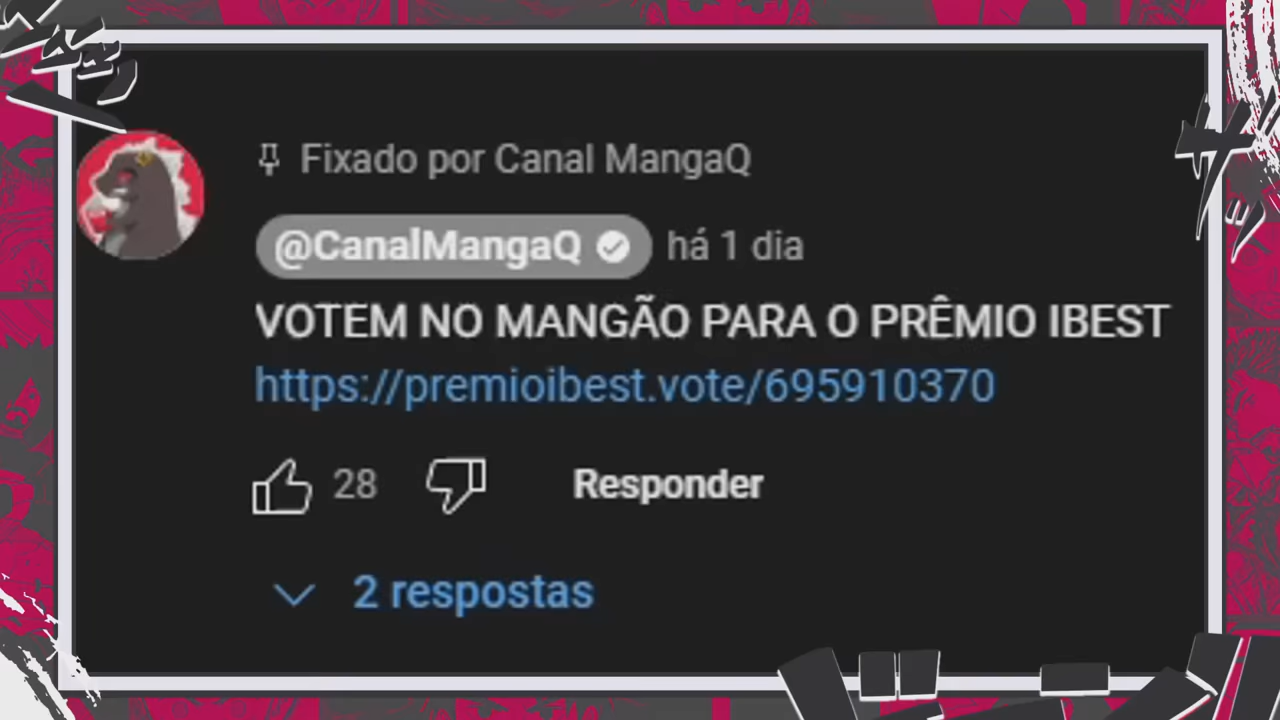 Fixado por Canal MangaQ
@CanalMangaQ há 1 dia
VOTEM NO MANGÃO PARA O PRÊMIO IBEST
https://premioibest.vote/695910370
28 Responder
2 respostas